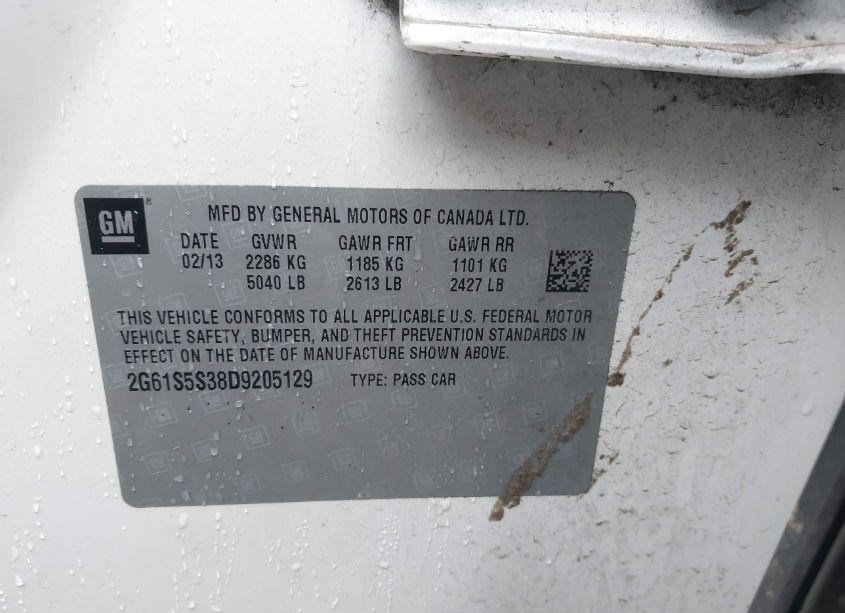 GM
MFD BY GENERAL MOTORS OF CANADA LTD.
DATE GVWR GAWR FRT GAWR RR
02/13 2286 KG 1185 KG 1101 KG
5040 LB 2613 LB 2427 LB
THIS VEHICLE CONFORMS TO ALL APPLICABLE U.S. FEDERAL MOTOR
VEHICLE SAFETY, BUMPER, AND THEFT PREVENTION STANDARDS IN
EFFECT ON THE DATE OF MANUFACTURE SHOWN ABOVE.
2G61S5S38D9205129 TYPE: PASS CAR